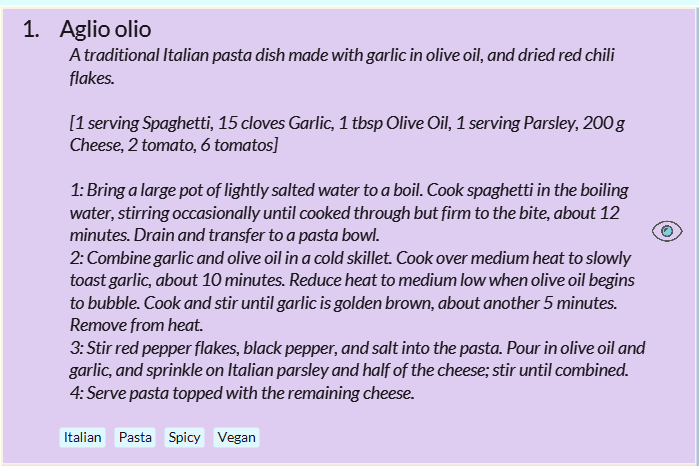 1. Aglio olio
A traditional Italian pasta dish made with garlic in olive oil, and dried red chili
flakes.
[1 serving Spaghetti, 15 cloves Garlic, 1 tbsp Olive Oil, 1 serving Parsley, 200 g
Cheese, 2 tomato, 6 tomatos]
1: Bring a large pot of lightly salted water to a boil. Cook spaghetti in the boiling
water, stirring occasionally until cooked through but firm to the bite, about 12
minutes. Drain and transfer to a pasta bowl.
2: Combine garlic and olive oil in a cold skillet. Cook over medium heat to slowly
toast garlic, about 10 minutes. Reduce heat to medium low when olive oil begins
to bubble. Cook and stir until garlic is golden brown, about another 5 minutes.
Remove from heat.
3: Stir red pepper flakes, black pepper, and salt into the pasta. Pour in olive oil and
garlic, and sprinkle on Italian parsley and half of the cheese; stir until combined.
4: Serve pasta topped with the remaining cheese.
Italian Pasta Spicy Vegan